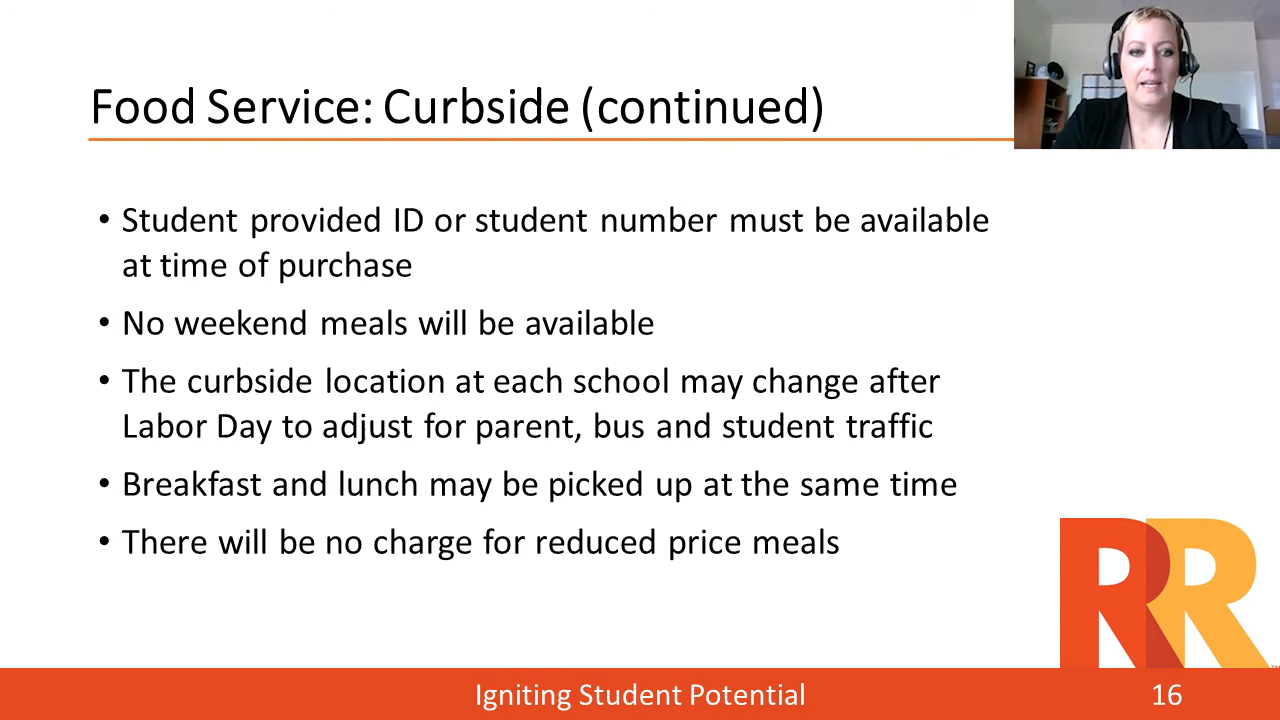 Food Service: Curbside (continued)
• Student provided ID or student number must be available
at time of purchase
• No weekend meals will be available
• The curbside location at each school may change after
Labor Day to adjust for parent, bus and student traffic
• Breakfast and lunch may be picked up at the same time
• There will be no charge for reduced price meals
RR
Igniting Student Potential
16